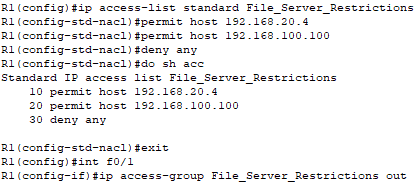 R1(config)#ip access-list standard File_Server_Restrictions
R1(config-std-nacl)#permit host 192.168.20.4
R1(config-std-nacl)#permit host 192.168.100.100
R1(config-std-nacl)#deny any
R1(config-std-nacl)#do sh acc
Standard IP access list File_Server_Restrictions
    10 permit host 192.168.20.4
    20 permit host 192.168.100.100
    30 deny any
R1(config-std-nacl)#exit
R1(config)#int f0/1
R1(config-if)#ip access-group File_Server_Restrictions out